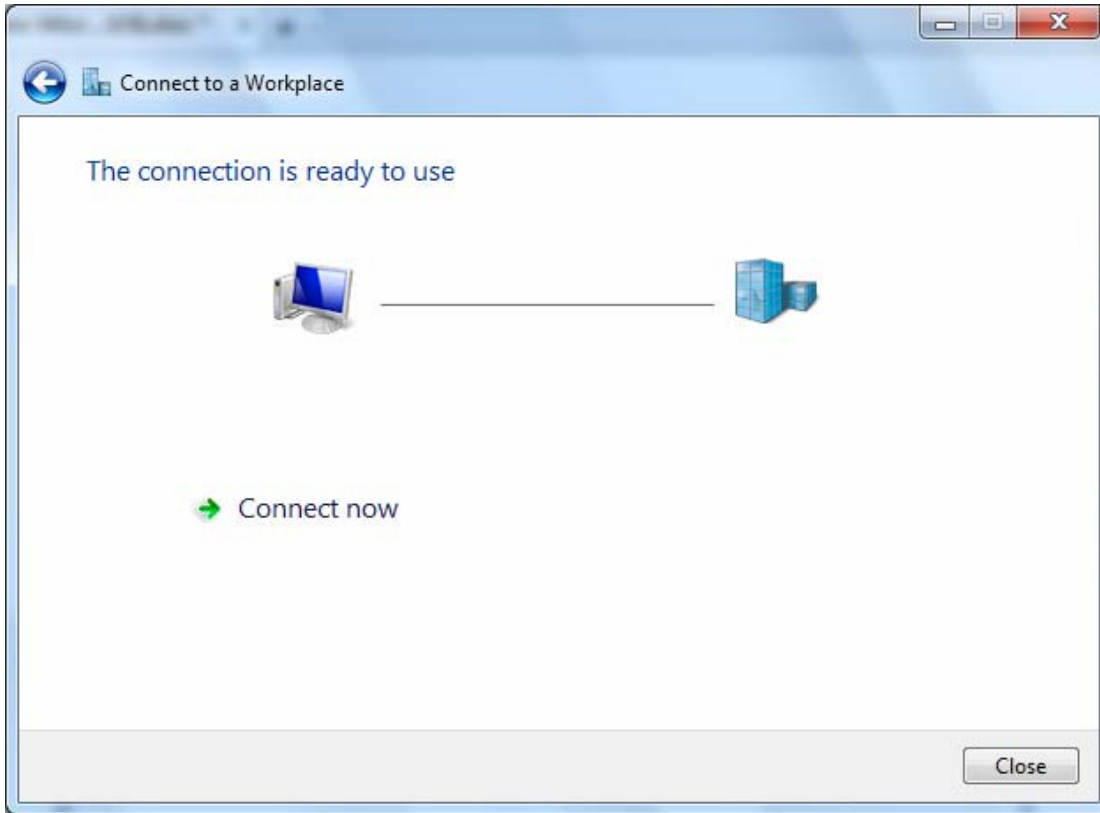 Connect to a Workplace
The connection is ready to use
Connect now
Close